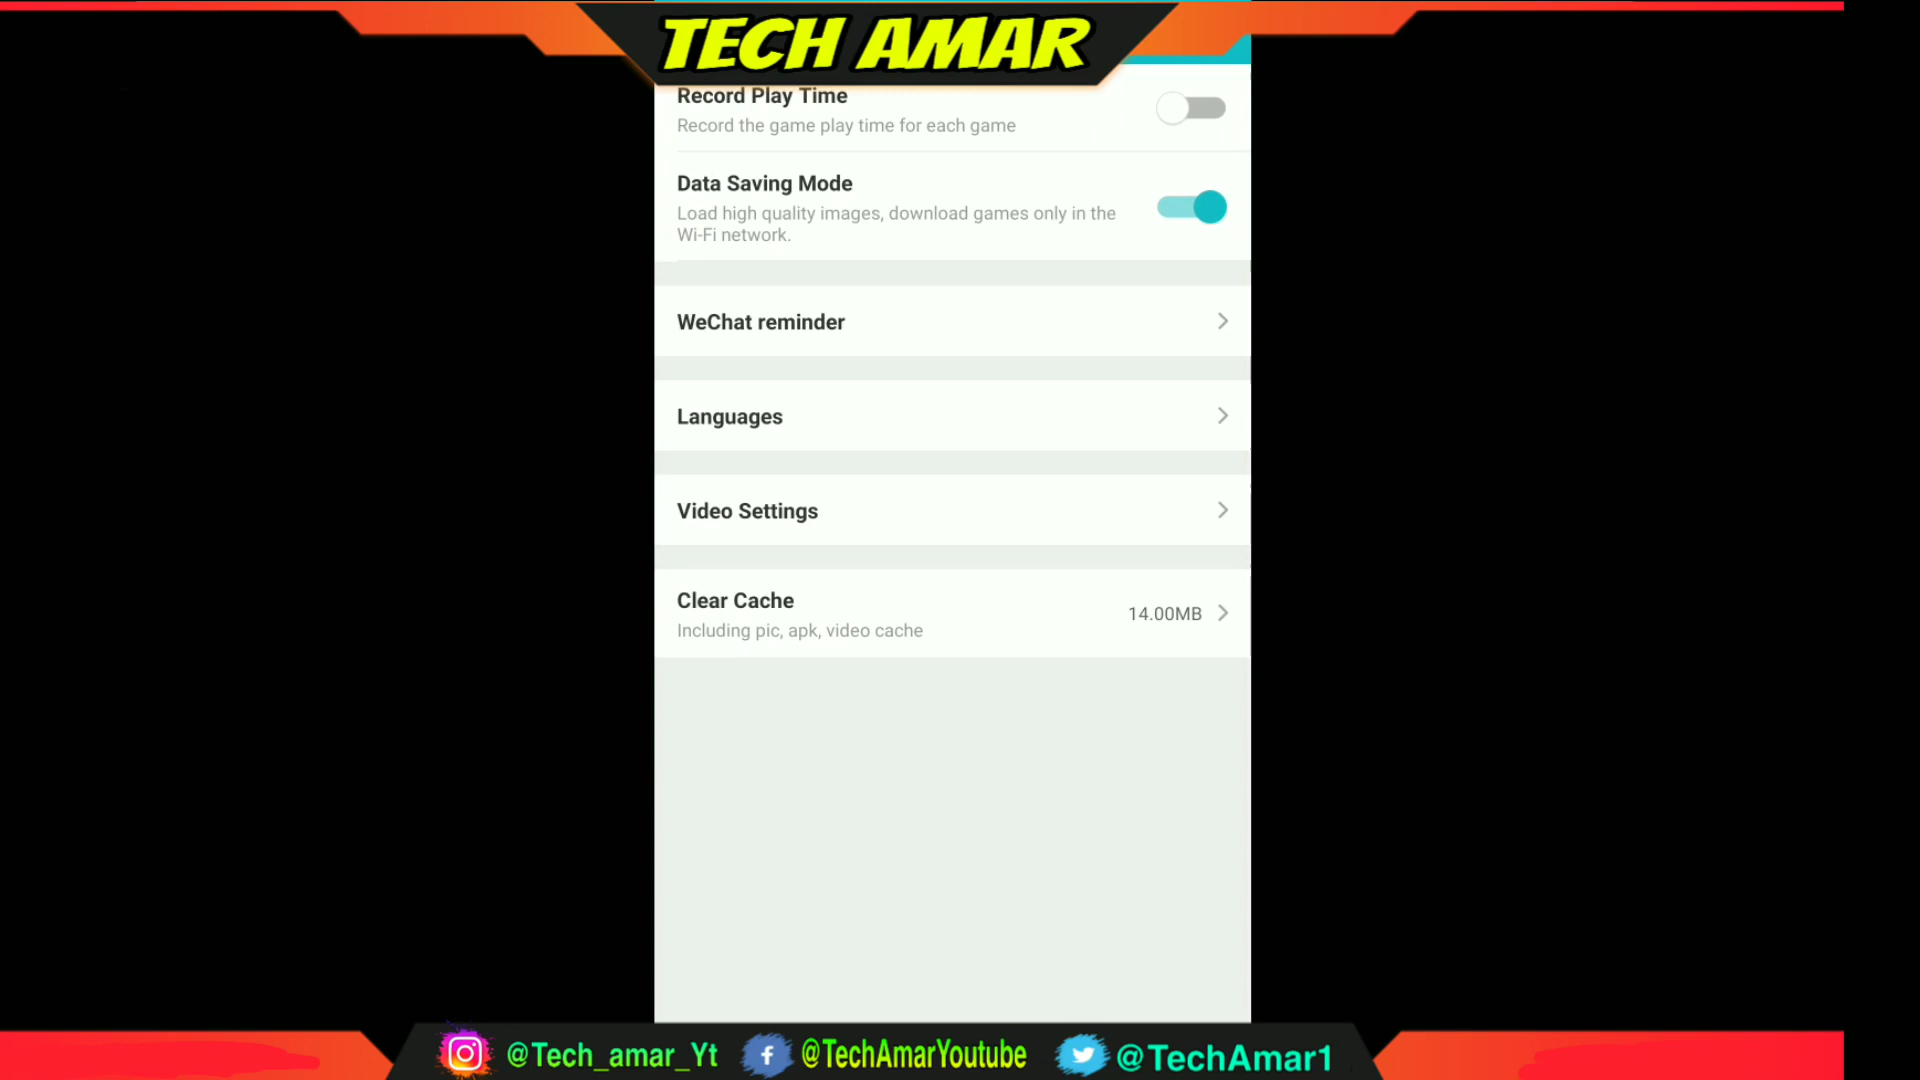 TECH AMAR
Record Play Time
Record the game play time for each game
Data Saving Mode
Load high quality images, download games only in the
Wi-Fi network.
WeChat reminder
Languages
Video Settings
Clear Cache
14.00MB
Including pic, apk, video cache
@Tech_amar_Yt
@TechAmarYoutube
@TechAmar1